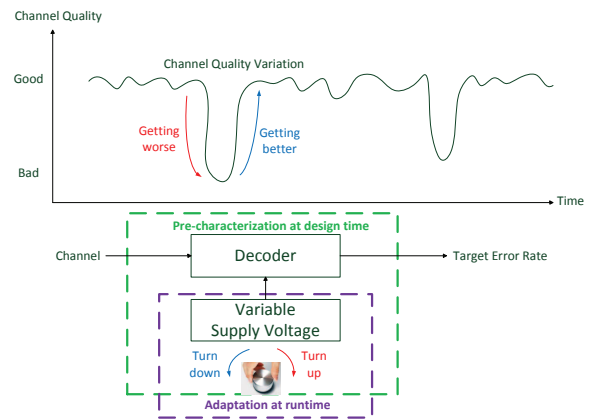 Channel Quality
Good
Channel Quality Variation
Getting
worse
Getting
better
Bad
Time
Pre-characterization at design time
Channel
Decoder
Target Error Rate
Variable
Supply Voltage
Turn
down
Turn
up
Adaptation at runtime